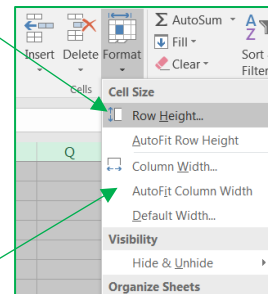 Σ AutoSum
A
Z
Fill
Clear
Insert Delete Format
Sort
Filter
Cells
Cell Size
Row Height...
AutoFit Row Height
Q
Column Width...
AutoFit Column Width
Default Width...
Visibility
Hide & Unhide
Organize Sheets